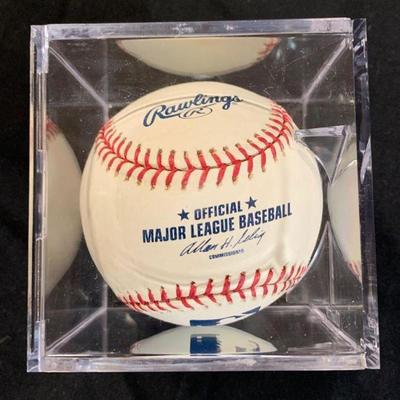 Rawlings
R
OFFICIAL
MAJOR LEAGUE BASEBALL
Allan H. Selig
COMMISSIONER